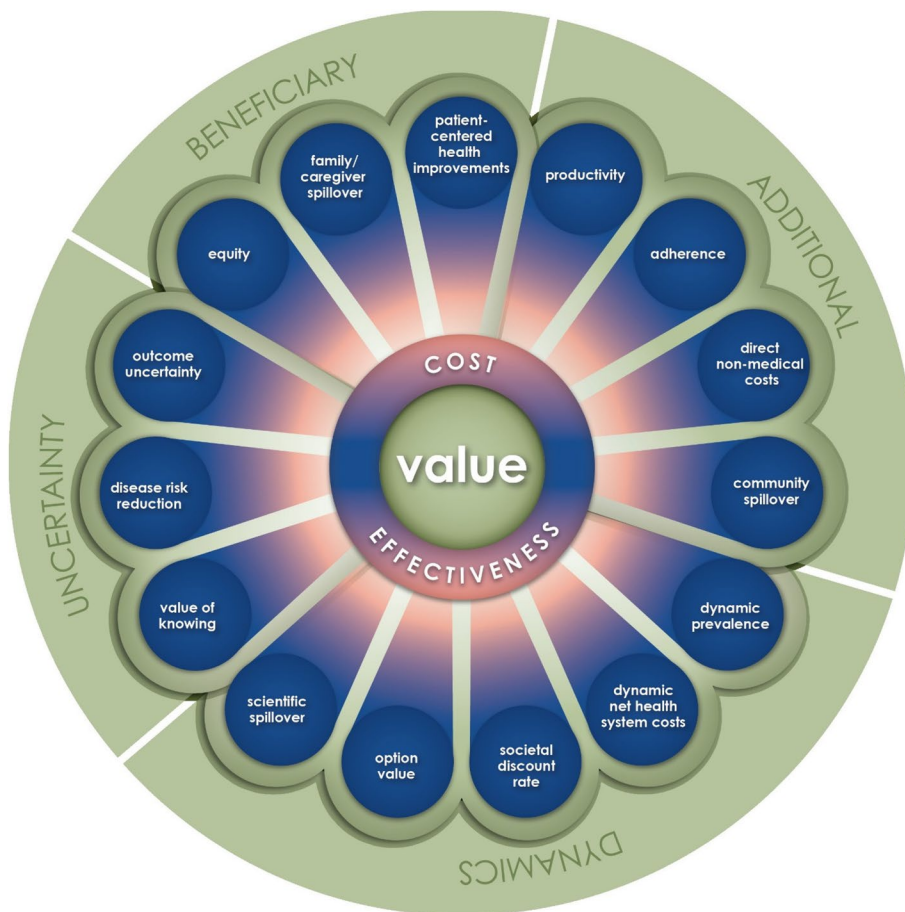 BENEFICIARY
ADDITIONAL
UNCERTAINTY
DYNAMICS
patient-
centered
health
improvements
productivity
adherence
direct
non-medical
costs
community
spillover
dynamic
prevalence
dynamic
net health
system costs
societal
discount
rate
option
value
scientific
spillover
value of
knowing
disease risk
reduction
outcome
uncertainty
equity
family/
caregiver
spillover
COST
value
EFFECTIVENESS